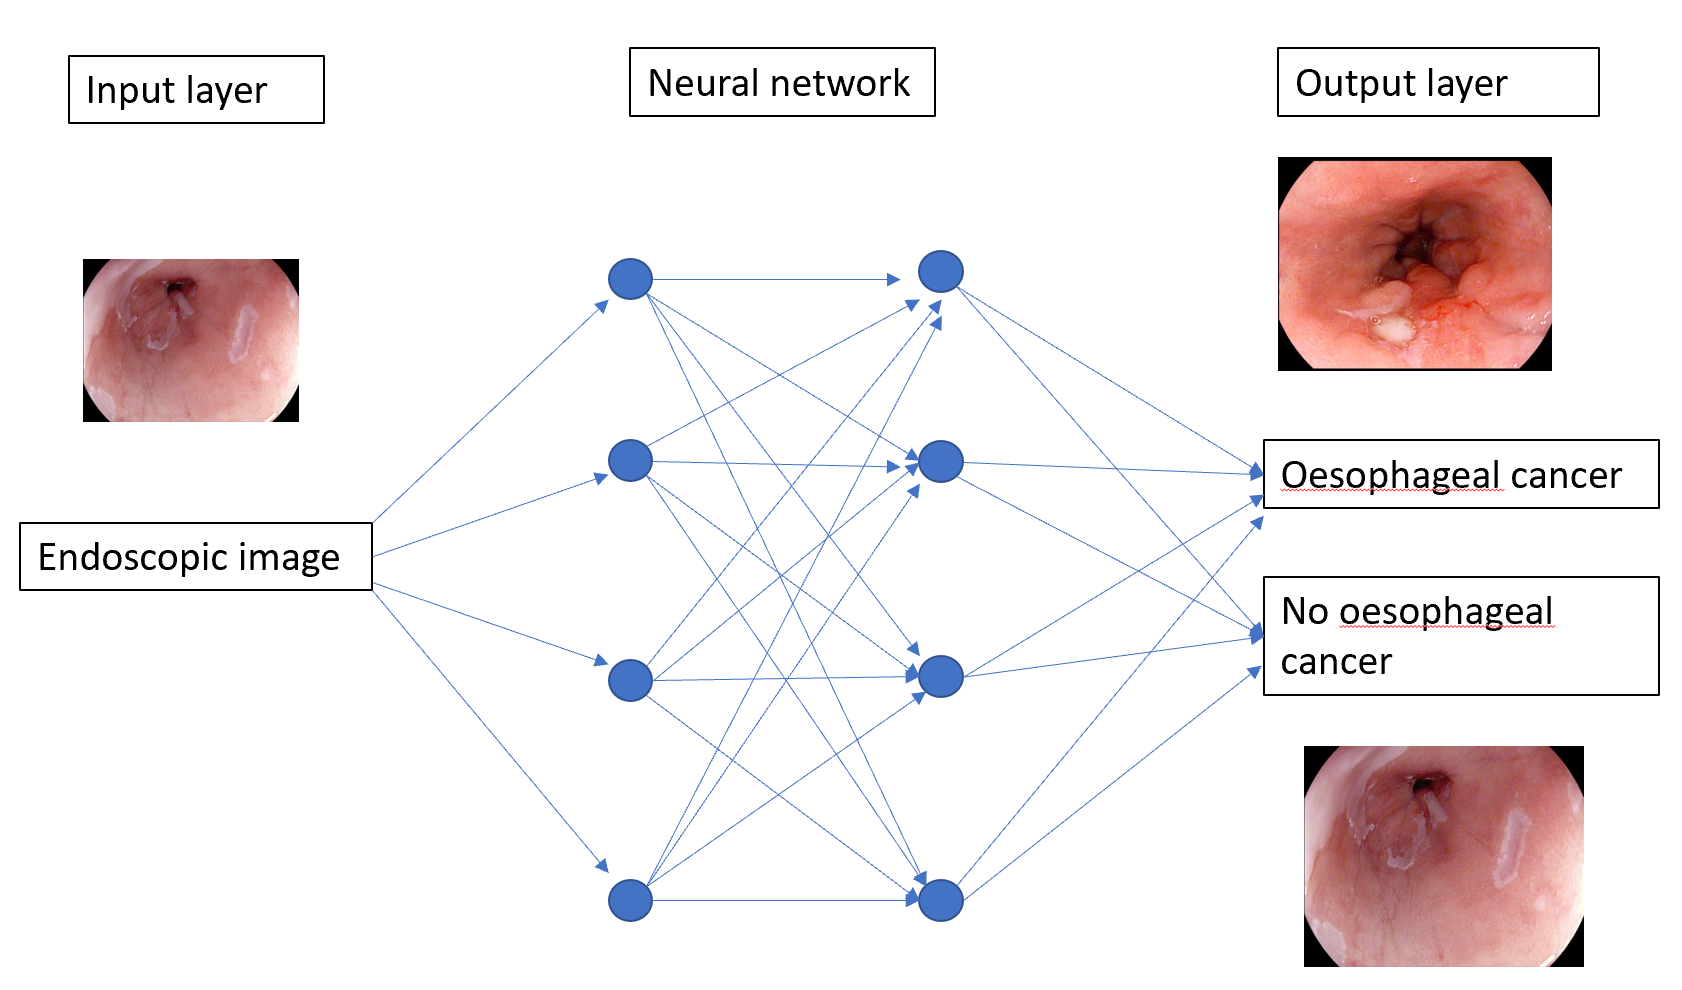 Input layer
Neural network
Output layer
Endoscopic image
Oesophageal cancer
No oesophageal
cancer